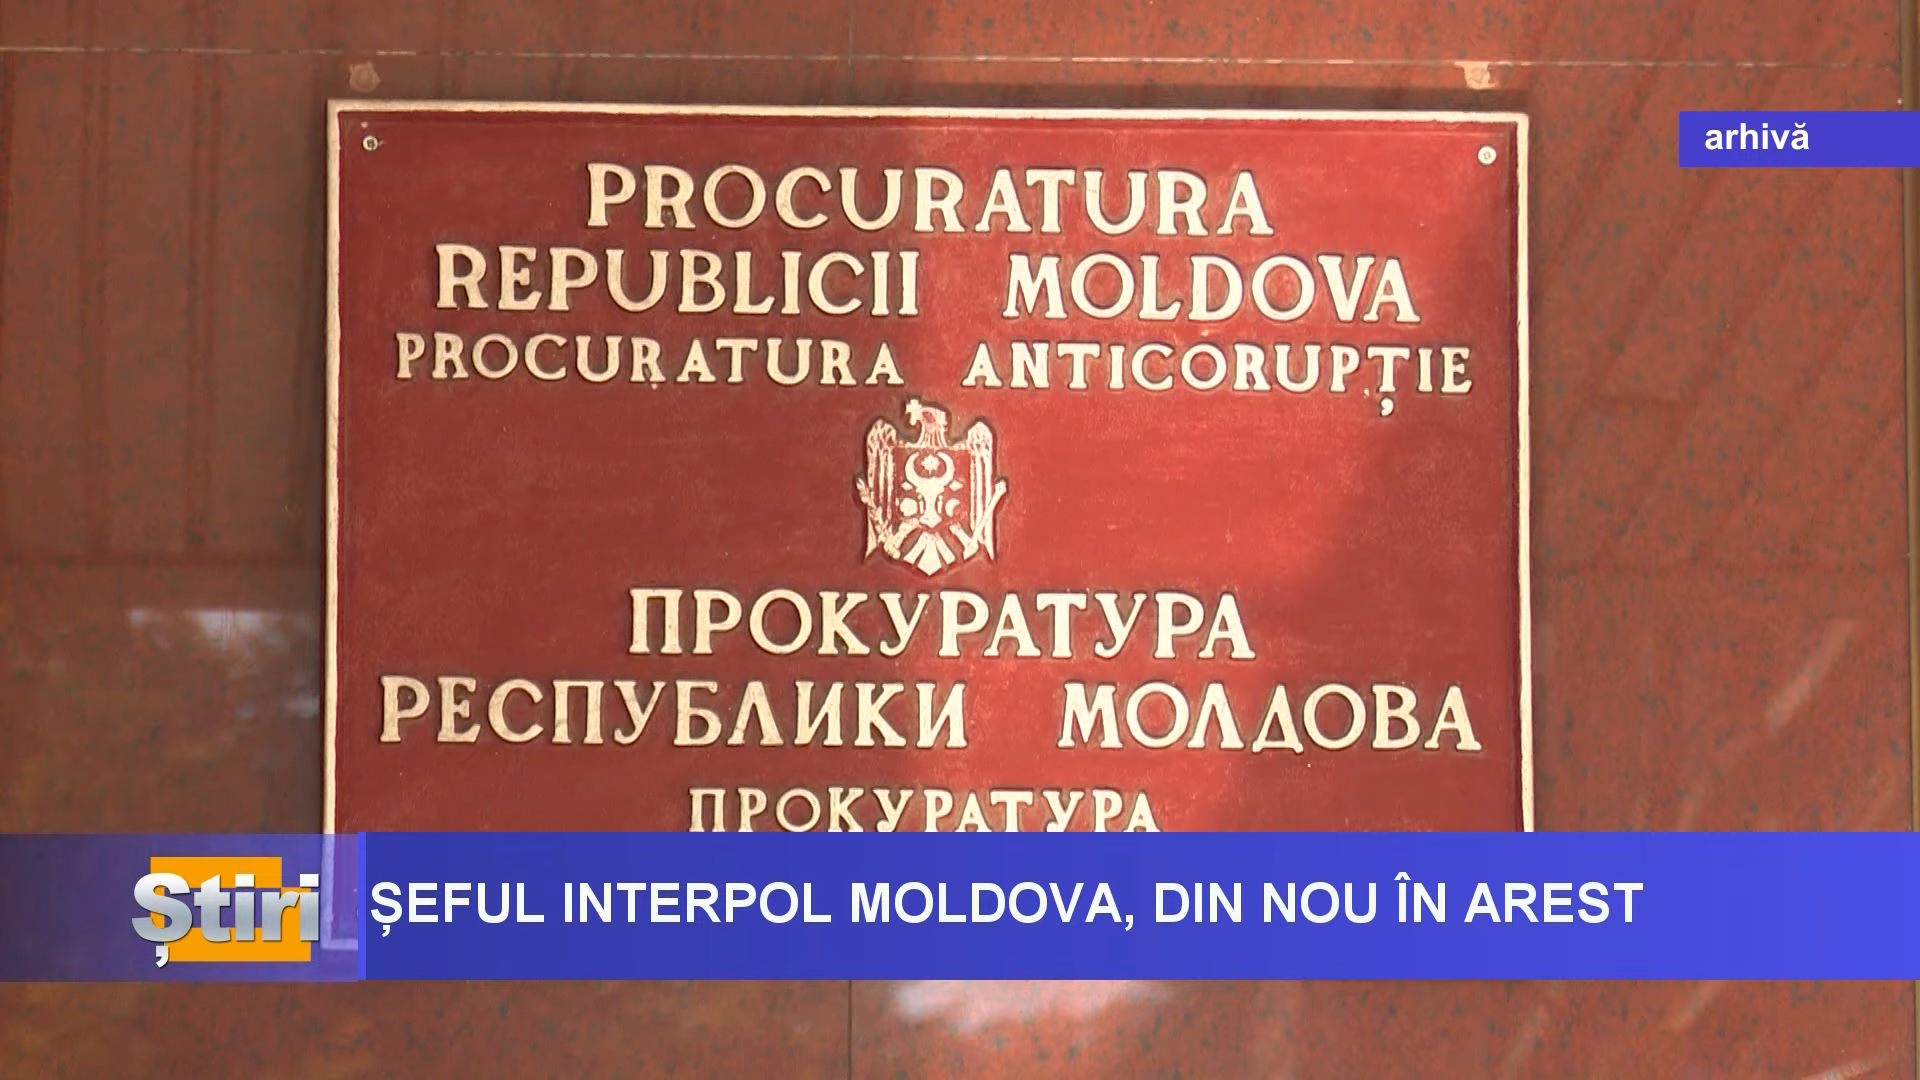 arhivă
PROCURATURA
REPUBLICII MOLDOVA
PROCURATURA ANTICORUPȚIE
ПРОКУРАТУРА
РЕСПУБЛИКИ МОЛДОВА
ПРОКУРАТУРА
Știri
ȘEFUL INTERPOL MOLDOVA, DIN NOU ÎN AREST